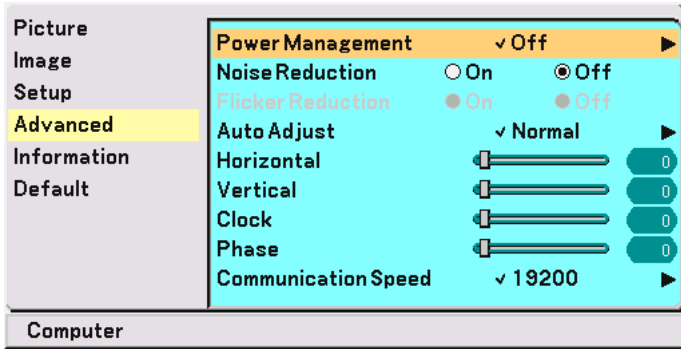 Picture
Image
Setup
Advanced
Information
Default
Power Management ✓ Off ▶
Noise Reduction On Off
Flicker Reduction On Off
Auto Adjust ✓ Normal ▶
Horizontal 0
Vertical 0
Clock 0
Phase 0
Communication Speed ✓ 19200 ▶
Computer